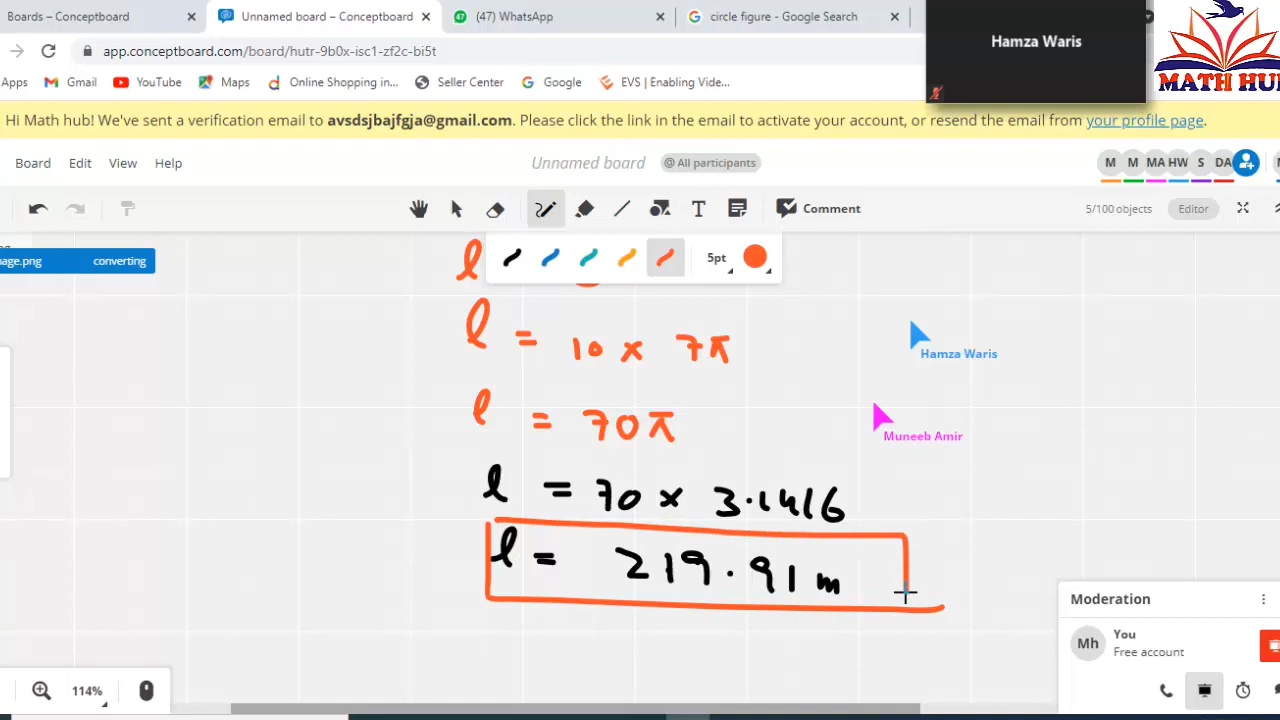 Boards – Conceptboard
Unnamed board – Conceptboard
(47) WhatsApp
circle figure - Google Search
Hamza Waris
MATH HUB
app.conceptboard.com/board/hutr-9b0x-isc1-zf2c-bi5t
Apps Gmail YouTube Maps Online Shopping in... Seller Center Google EVS | Enabling Vide...
Hi Math hub! We've sent a verification email to avsdsjbajfgja@gmail.com. Please click the link in the email to activate your account, or resend the email from your profile page.
Board Edit View Help Unnamed board @ All participants M M MA HW S DA
T Comment 5/100 objects Editor
age.png converting
5pt
l
l = 10 × 7π
Hamza Waris
l = 70π
Muneeb Amir
l = 70 × 3.1416
l = 219.91 m
Moderation
Mh You
Free account
114%